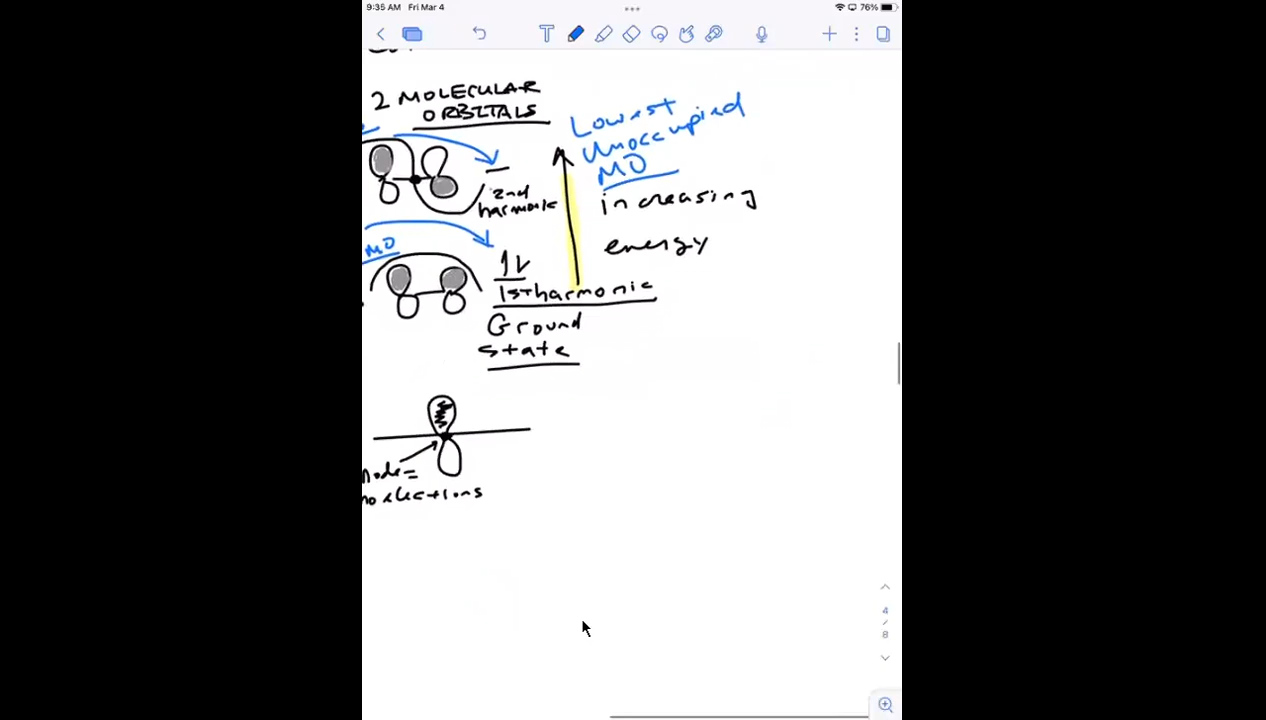 9:35 AM Fri Mar 4
76%
2 MOLECULAR
ORBITALS
Lowest
Unoccupied
MO
increasing
energy
2nd
harmonic
MO
1st harmonic
Ground
state
node=
no electrons
4
/
8